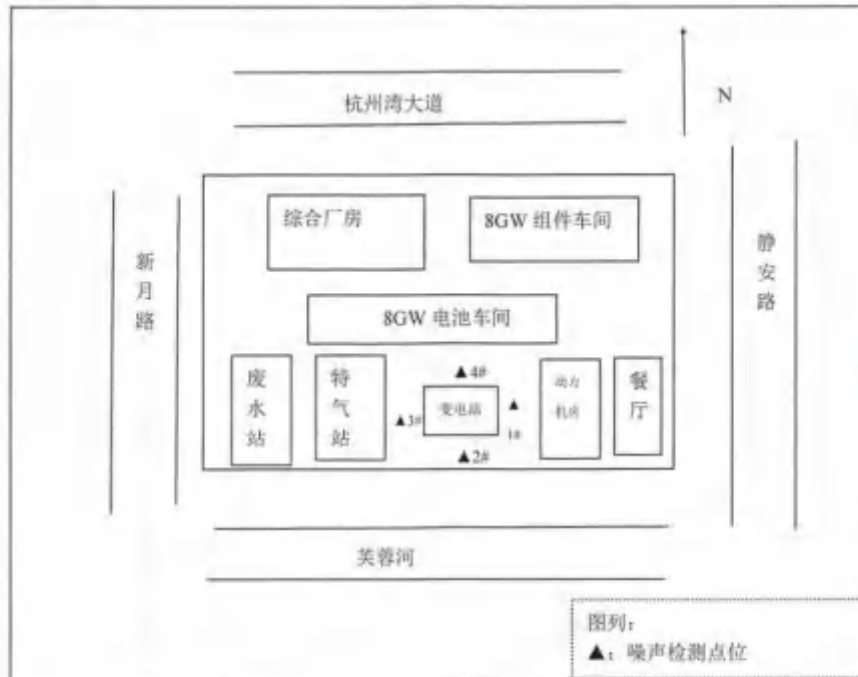 杭州湾大道
N
综合厂房
8GW 组件车间
新月路
静安路
8GW 电池车间
废水站
特气站
▲4#
变电站
▲3#
▲
1#
▲2#
动力
机房
餐厅
芙蓉河
图列:
▲: 噪声检测点位